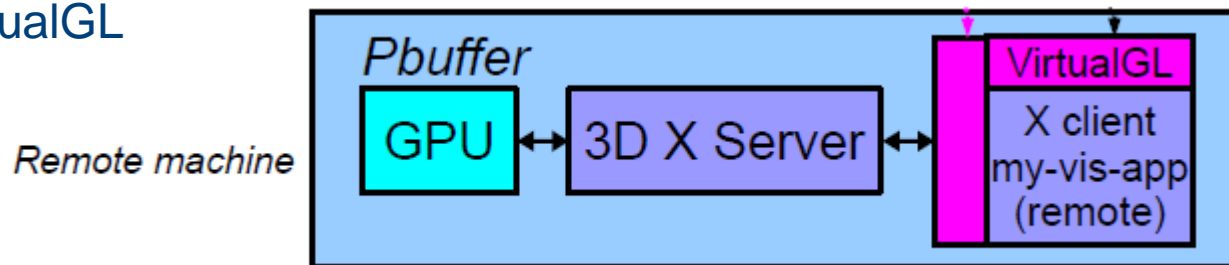 ualGL
Pbuffer
GPU
3D X Server
VirtualGL
X client
my-vis-app
(remote)
Remote machine